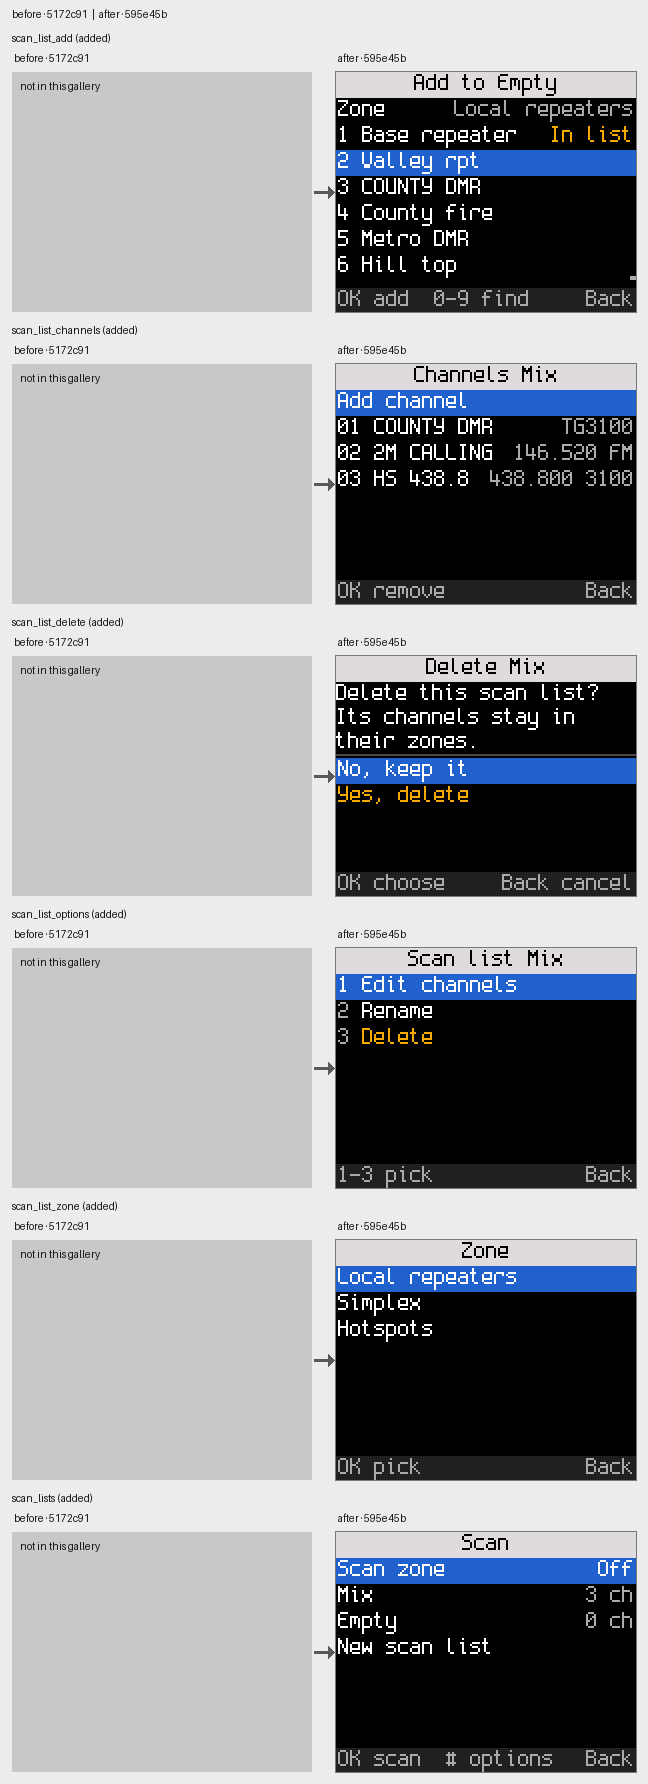 before · 5172c91 | after · 595e45b
scan_list_add (added)
before · 5172c91 after · 595e45b
not in this gallery
Add to Empty
Zone Local repeaters
1 Base repeater In list
2 Valley rpt
3 COUNTY DMR
4 County fire
5 Metro DMR
6 Hill top
OK add 0-9 find Back
scan_list_channels (added)
before · 5172c91 after · 595e45b
not in this gallery
Channels Mix
Add channel
01 COUNTY DMR TG3100
02 2M CALLING 146.520 FM
03 HS 438.8 438.800 3100
OK remove Back
scan_list_delete (added)
before · 5172c91 after · 595e45b
not in this gallery
Delete Mix
Delete this scan list?
Its channels stay in
their zones.
No, keep it
Yes, delete
OK choose Back cancel
scan_list_options (added)
before · 5172c91 after · 595e45b
not in this gallery
Scan list Mix
1 Edit channels
2 Rename
3 Delete
1-3 pick Back
scan_list_zone (added)
before · 5172c91 after · 595e45b
not in this gallery
Zone
Local repeaters
Simplex
Hotspots
OK pick Back
scan_lists (added)
before · 5172c91 after · 595e45b
not in this gallery
Scan
Scan zone Off
Mix 3 ch
Empty 0 ch
New scan list
OK scan # options Back